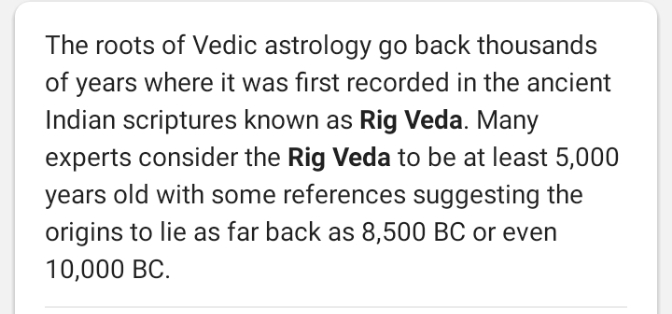 The roots of Vedic astrology go back thousands
of years where it was first recorded in the ancient
Indian scriptures known as Rig Veda. Many
experts consider the Rig Veda to be at least 5,000
years old with some references suggesting the
origins to lie as far back as 8,500 BC or even
10,000 BC.